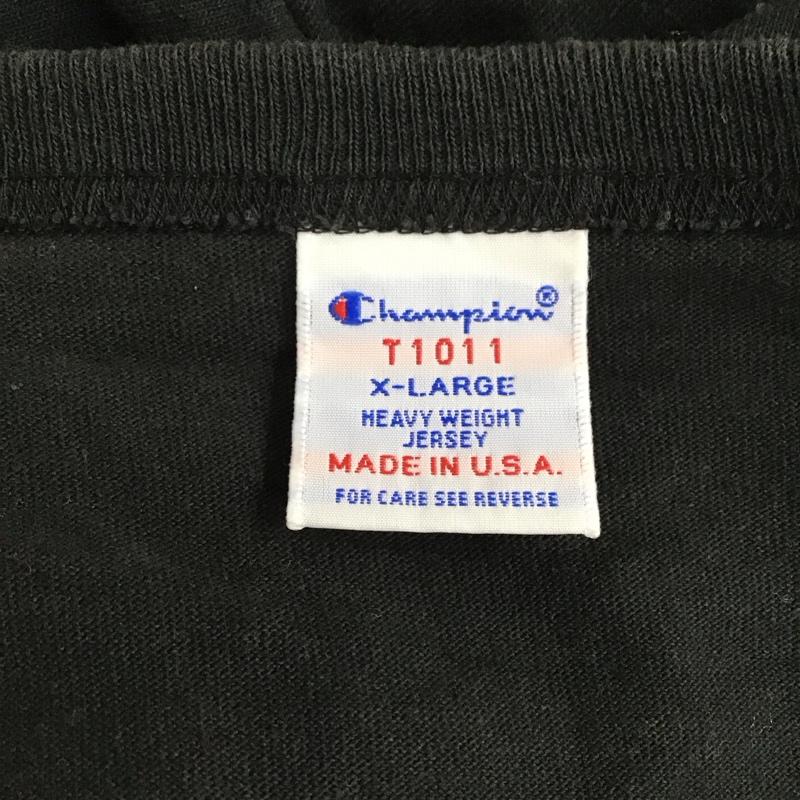 Champion®
T1011
X-LARGE
HEAVY WEIGHT
JERSEY
MADE IN U.S.A.
FOR CARE SEE REVERSE